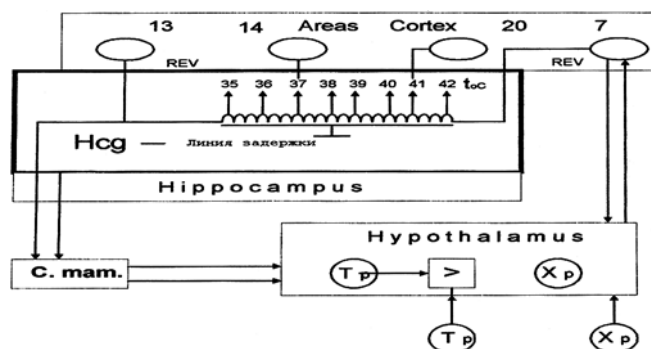 13 14 Areas Cortex 20 7
REV REV
35 36 37 38 39 40 41 42 toc
Hcg — Линия задержки
Hippocampus
Hypothalamus
C. mam.
Tp > Xp
Tp Xp